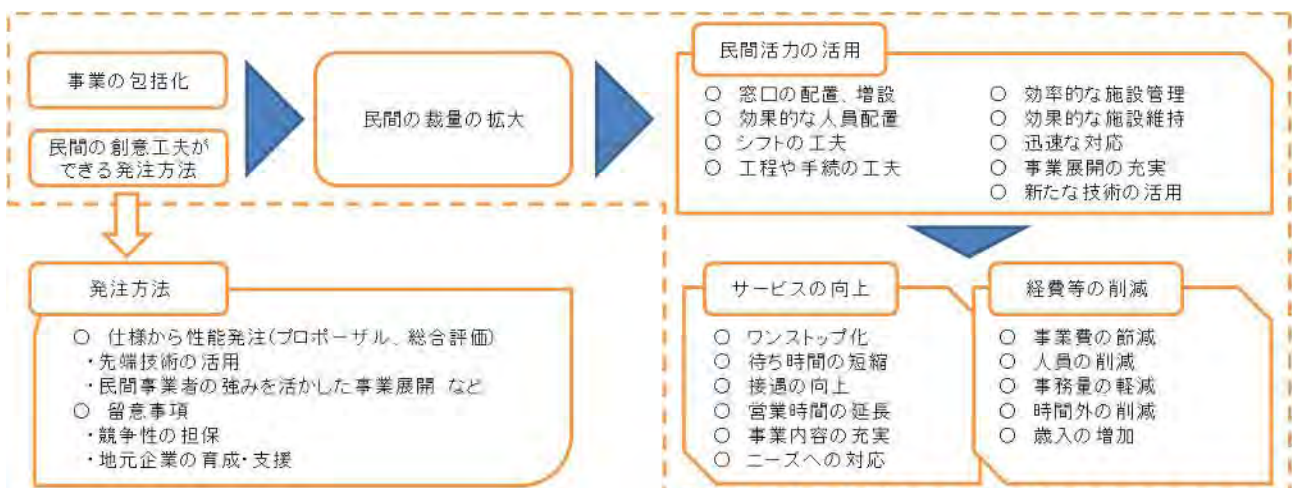 事業の包括化
民間の創意工夫が
できる発注方法
民間の裁量の拡大
民間活力の活用
○ 窓口の配置、増設
○ 効果的な人員配置
○ シフトの工夫
○ 工程や手続の工夫
○ 効率的な施設管理
○ 効果的な施設維持
○ 迅速な対応
○ 事業展開の充実
○ 新たな技術の活用
発注方法
○ 仕様から性能発注(プロポーザル、総合評価)
・先端技術の活用
・民間事業者の強みを活かした事業展開 など
○ 留意事項
・競争性の担保
・地元企業の育成・支援
サービスの向上
○ ワンストップ化
○ 待ち時間の短縮
○ 接遇の向上
○ 営業時間の延長
○ 事業内容の充実
○ ニーズへの対応
経費等の削減
○ 事業費の節減
○ 人員の削減
○ 事務量の軽減
○ 時間外の削減
○ 歳入の増加